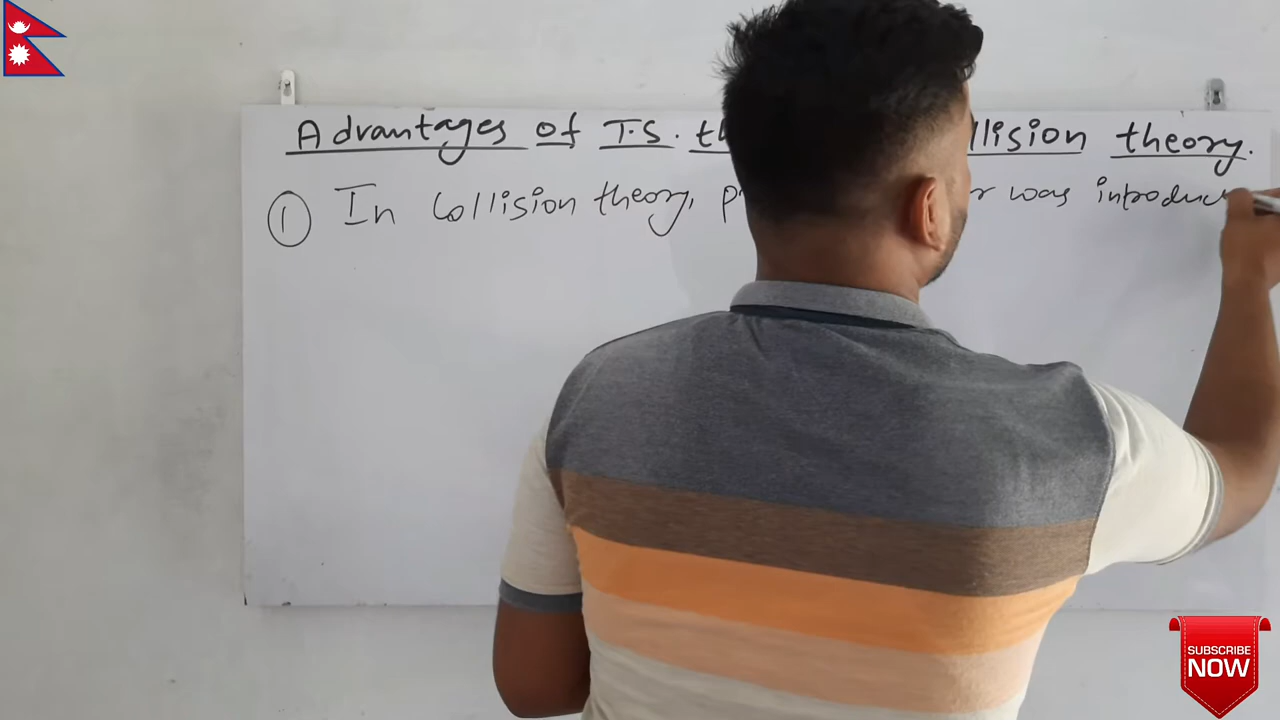 Advantages of T.S. th llision theory.
① In Collision theory, p r was introduc
SUBSCRIBE
NOW